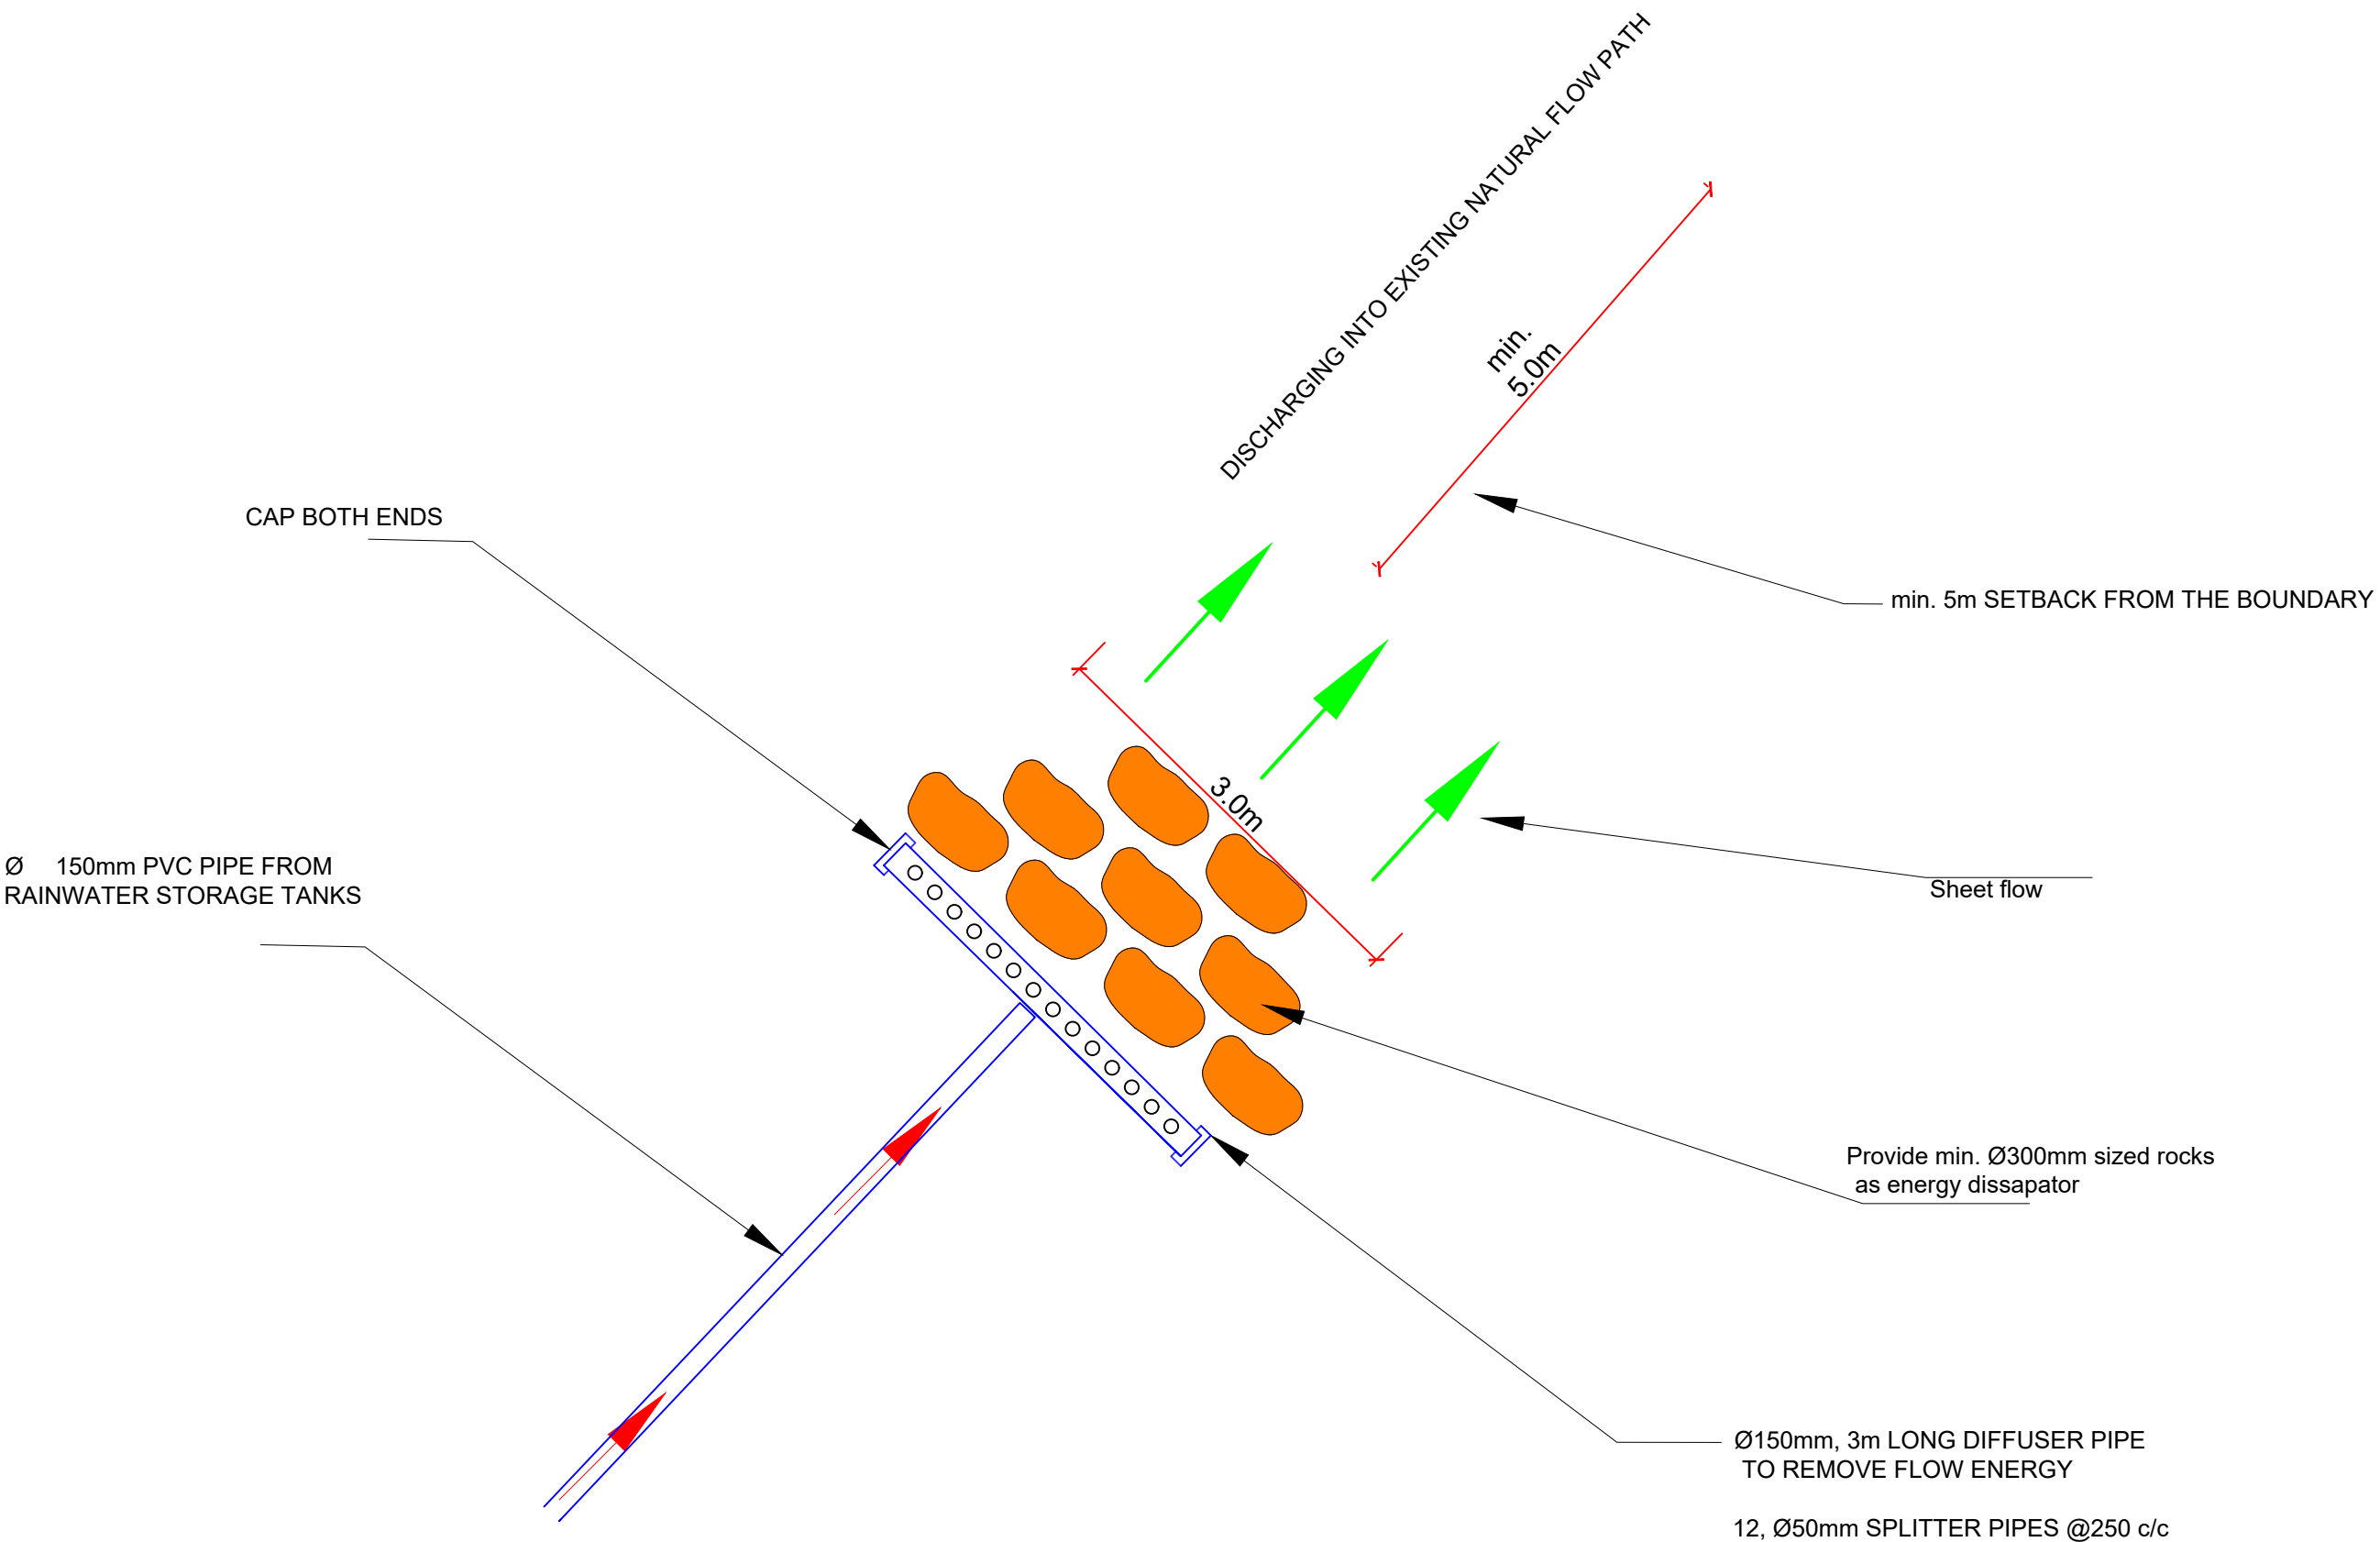 DISCHARGING INTO EXISTING NATURAL FLOW PATH
min.
5.0m
CAP BOTH ENDS
min. 5m SETBACK FROM THE BOUNDARY
3.0m
Ø 150mm PVC PIPE FROM
RAINWATER STORAGE TANKS
Sheet flow
Provide min. Ø300mm sized rocks
as energy dissapator
Ø150mm, 3m LONG DIFFUSER PIPE
TO REMOVE FLOW ENERGY
12, Ø50mm SPLITTER PIPES @250 c/c